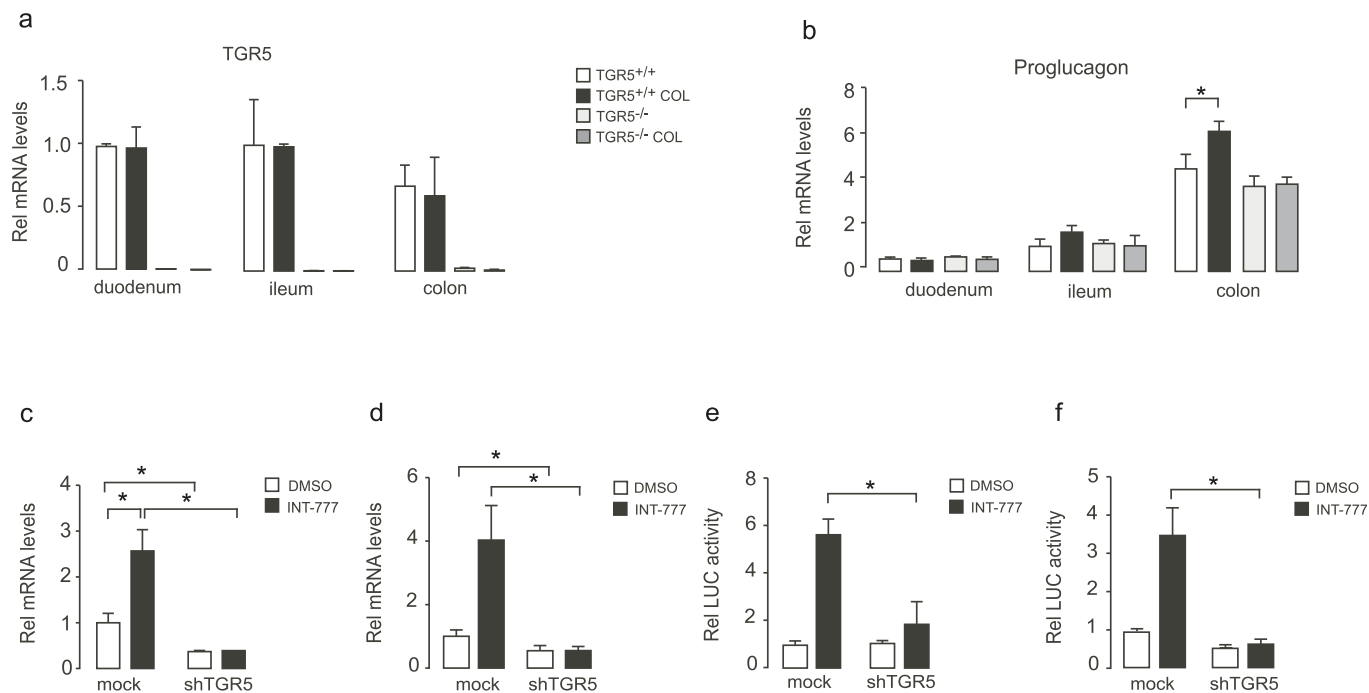 a
TGR5
Rel mRNA levels
1.5
1.0
0.5
0
duodenum ileum colon
TGR5+/+
TGR5+/+ COL
TGR5-/-
TGR5-/- COL
b
Proglucagon
Rel mRNA levels
8
6
4
2
0
*
duodenum ileum colon
c
Rel mRNA levels
4
3
2
1
0
*
* *
mock shTGR5
DMSO
INT-777
d
Rel mRNA levels
6
4
2
0
*
*
mock shTGR5
DMSO
INT-777
e
Rel LUC activity
8
6
4
2
0
*
mock shTGR5
DMSO
INT-777
f
Rel LUC activity
5
4
3
2
1
0
*
mock shTGR5
DMSO
INT-777